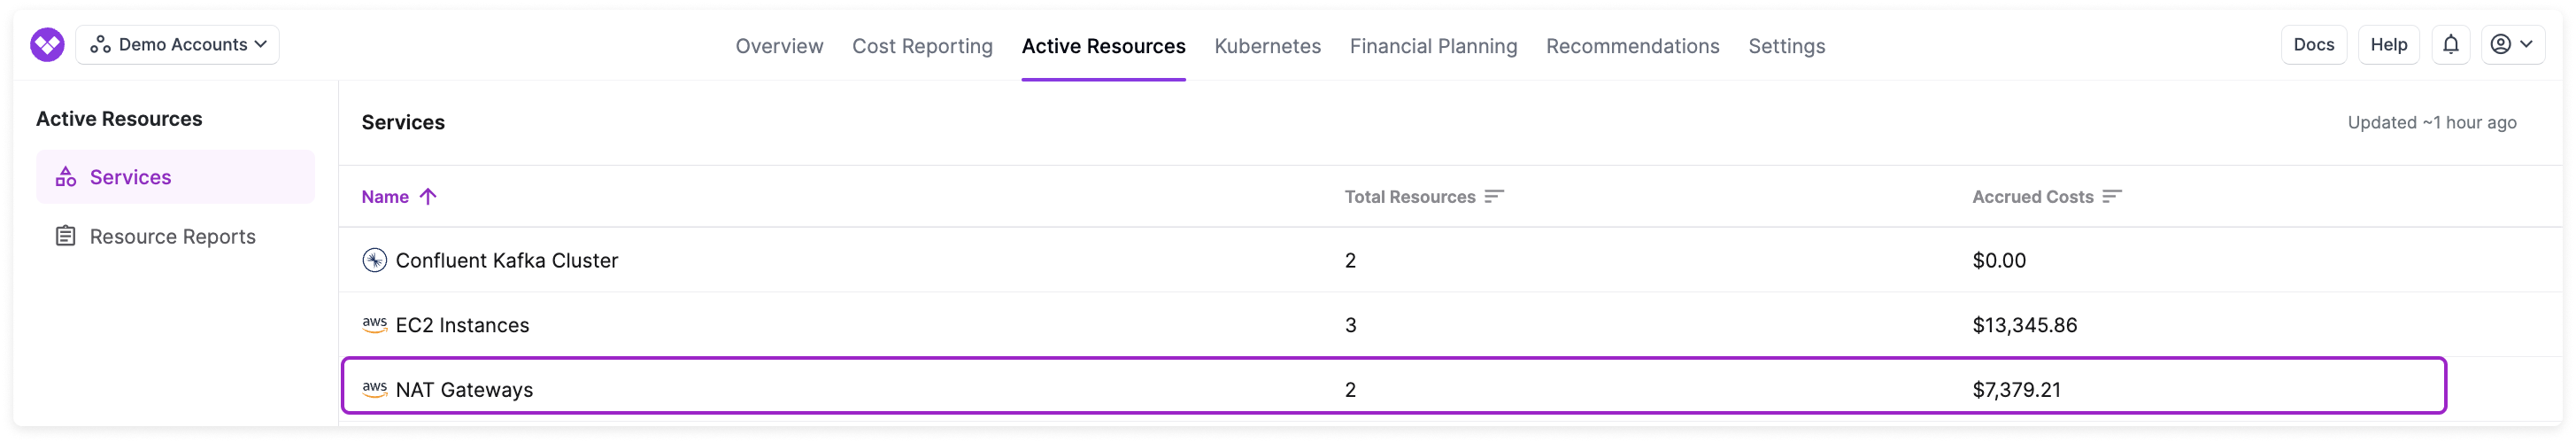 Demo Accounts
Overview Cost Reporting Active Resources Kubernetes Financial Planning Recommendations Settings
Docs Help
Active Resources
Services
Resource Reports
Services
Updated ~1 hour ago
Name Total Resources Accrued Costs
Confluent Kafka Cluster 2 $0.00
aws EC2 Instances 3 $13,345.86
aws NAT Gateways 2 $7,379.21